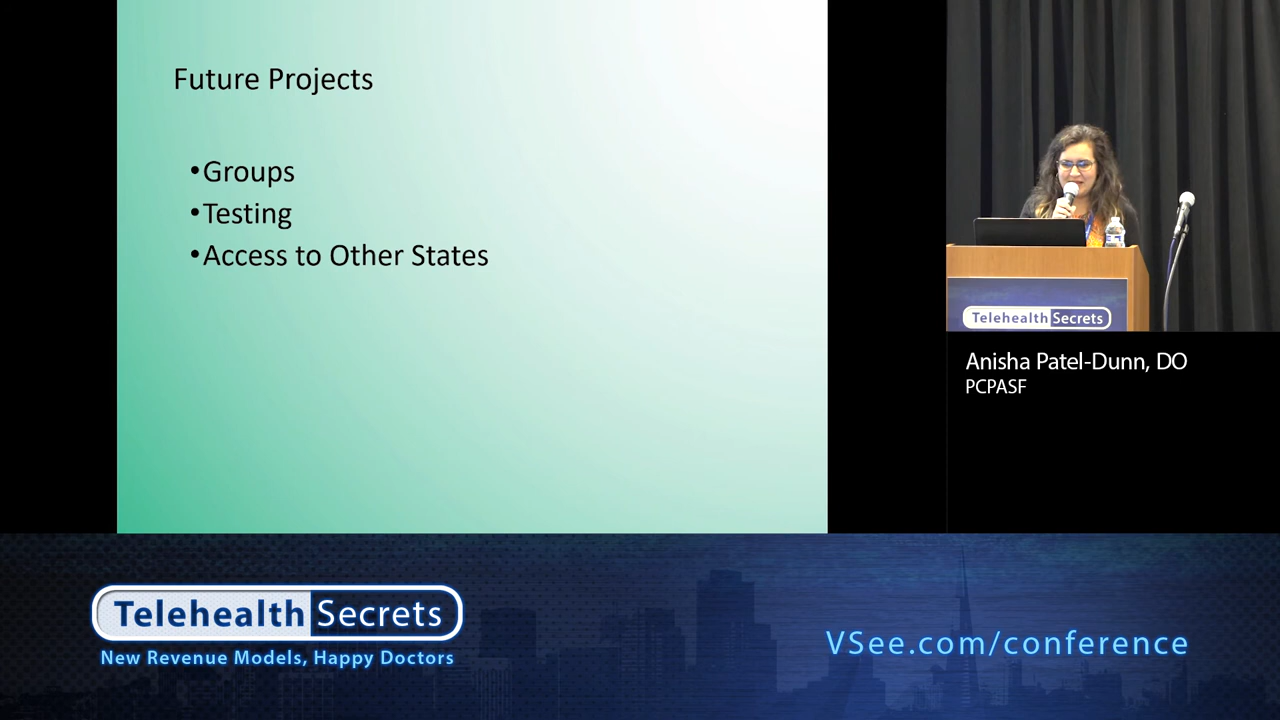 Future Projects
•Groups
•Testing
•Access to Other States
Telehealth Secrets
Anisha Patel-Dunn, DO
PCPASF
Telehealth Secrets
New Revenue Models, Happy Doctors
VSee.com/conference